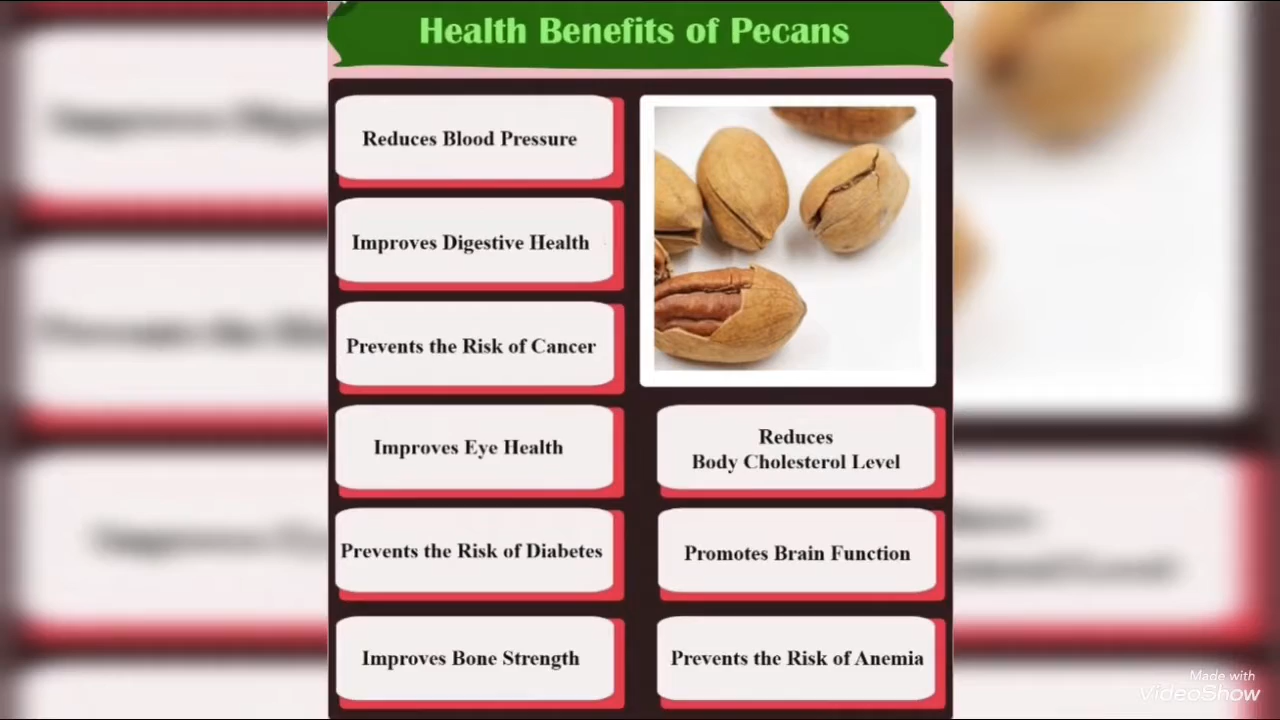 Health Benefits of Pecans
Reduces Blood Pressure
Improves Digestive Health
Prevents the Risk of Cancer
Improves Eye Health
Prevents the Risk of Diabetes
Improves Bone Strength
Reduces
Body Cholesterol Level
Promotes Brain Function
Prevents the Risk of Anemia
Made with
VideoShow